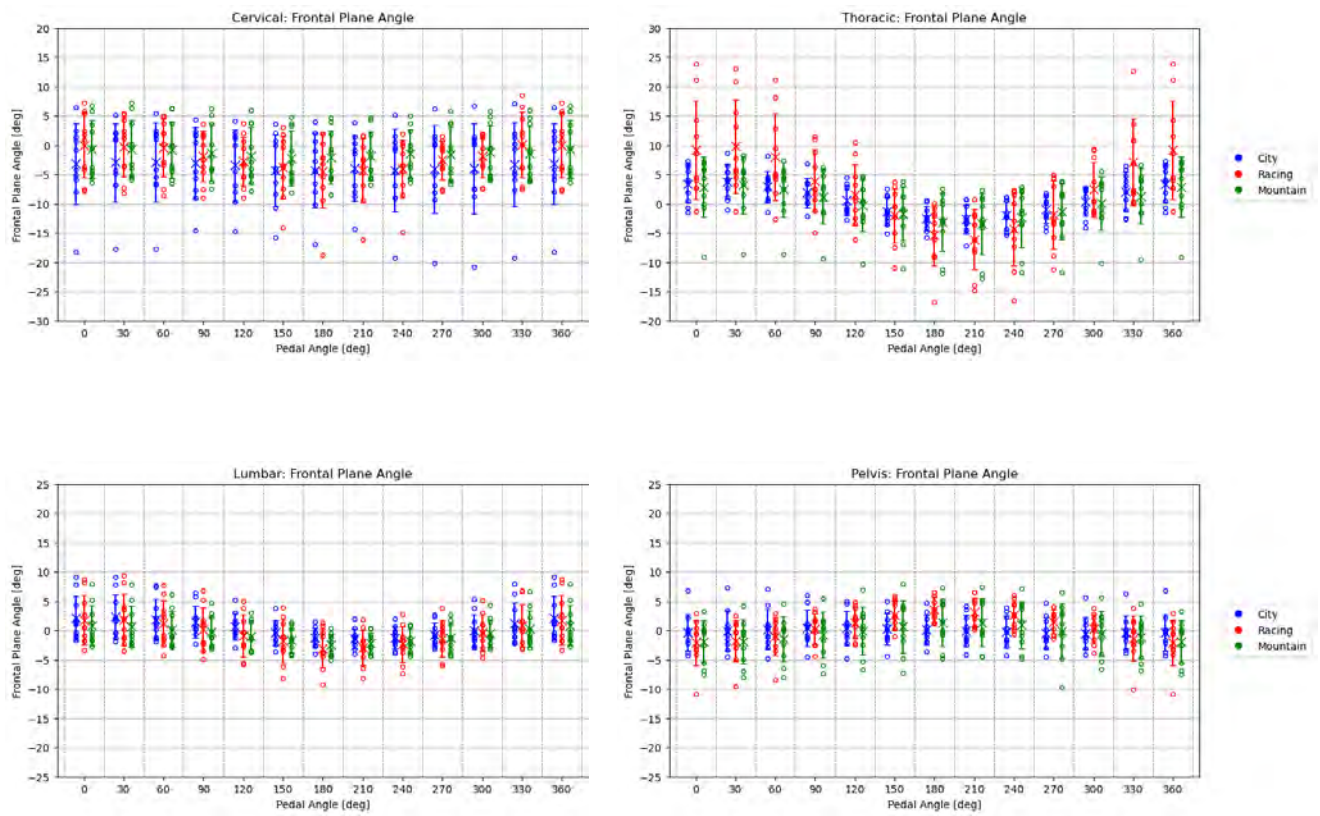 Cervical: Frontal Plane Angle
Frontal Plane Angle [deg]
20
15
10
5
0
−5
−10
−15
−20
−25
−30
0 30 60 90 120 150 180 210 240 270 300 330 360
Pedal Angle [deg]
Thoracic: Frontal Plane Angle
Frontal Plane Angle [deg]
30
25
20
15
10
5
0
−5
−10
−15
−20
0 30 60 90 120 150 180 210 240 270 300 330 360
Pedal Angle [deg]
City
Racing
Mountain
Lumbar: Frontal Plane Angle
Frontal Plane Angle [deg]
25
20
15
10
5
0
−5
−10
−15
−20
−25
0 30 60 90 120 150 180 210 240 270 300 330 360
Pedal Angle [deg]
Pelvis: Frontal Plane Angle
Frontal Plane Angle [deg]
25
20
15
10
5
0
−5
−10
−15
−20
−25
0 30 60 90 120 150 180 210 240 270 300 330 360
Pedal Angle [deg]
City
Racing
Mountain